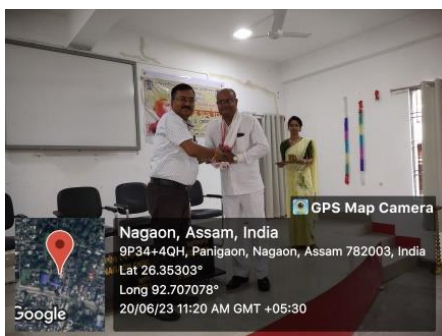 GPS Map Camera
Nagaon, Assam, India
9P34+4QH, Panigaon, Nagaon, Assam 782003, India
Lat 26.35303°
Long 92.707078°
20/06/23 11:20 AM GMT +05:30
Google